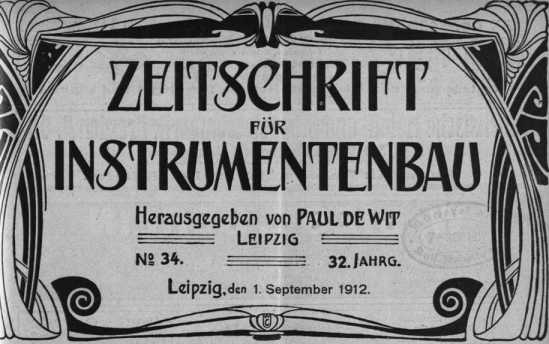 ZEITSCHRIFT
FÜR
INSTRUMENTENBAU
Herausgegeben von PAUL DE WIT
LEIPZIG
No 34.
32. JAHRG.
Leipzig, den 1. September 1912.